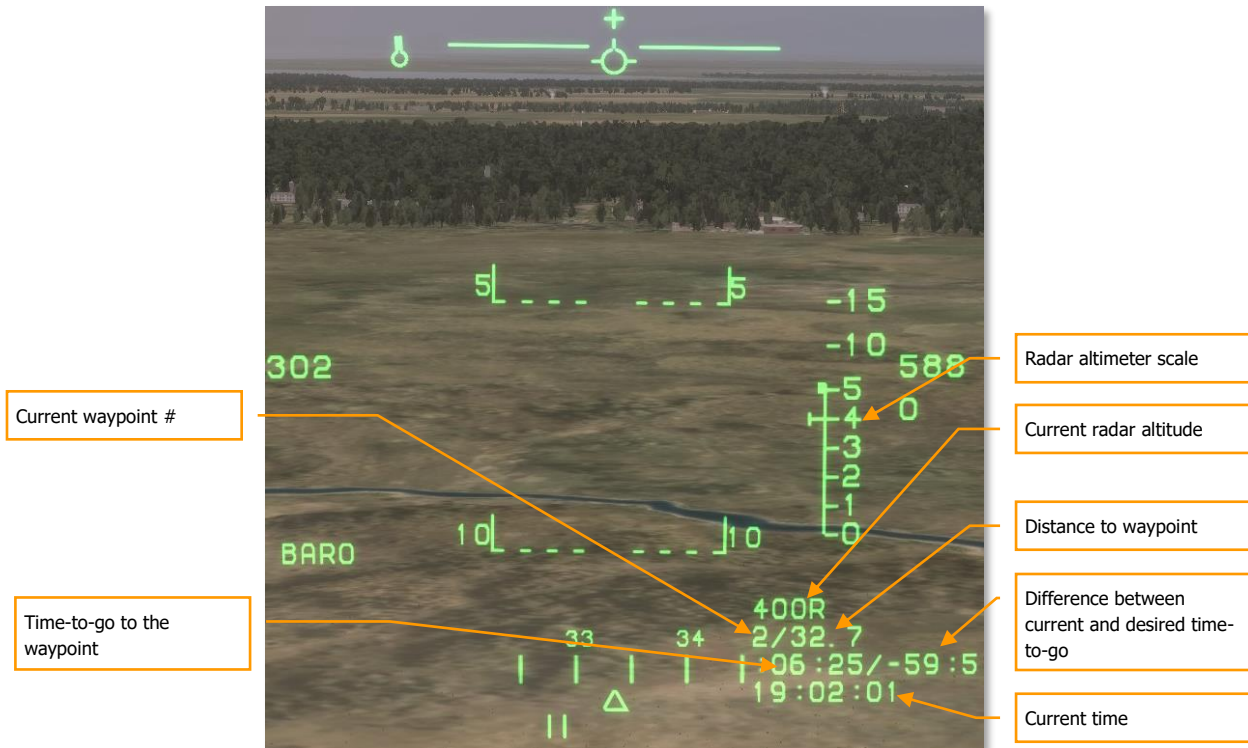 5 5
-15
-10
302
588
5
0
4
3
2
1
0
10 10
BARO
400R
2/32.7
33 34
06:25/-59:5
19:02:01
Current waypoint #
Time-to-go to the
waypoint
Radar altimeter scale
Current radar altitude
Distance to waypoint
Difference between
current and desired time-
to-go
Current time